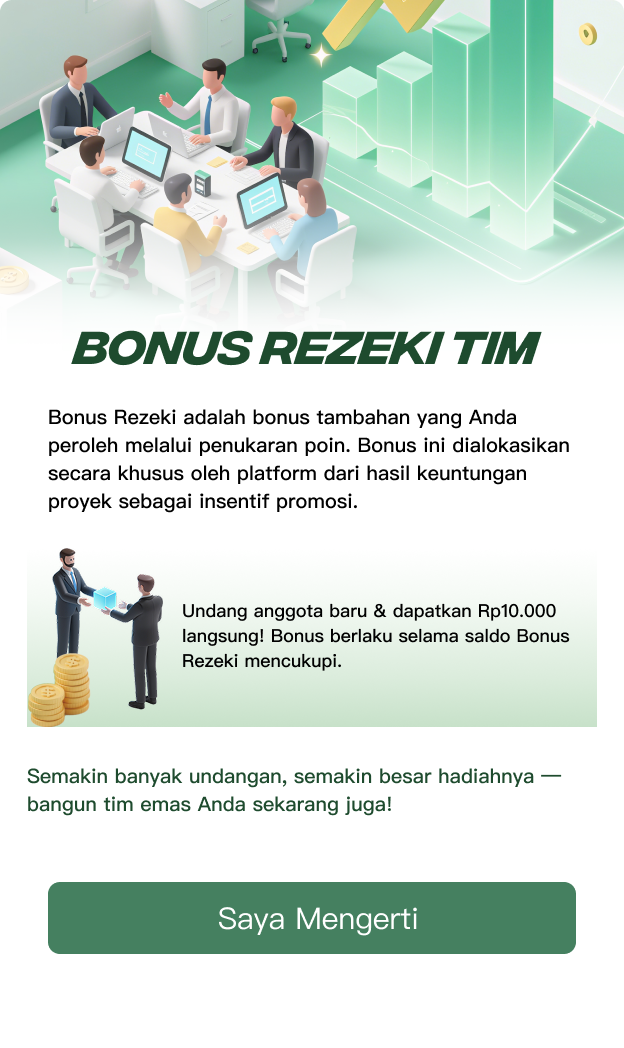 BONUS REZEKI TIM
Bonus Rezeki adalah bonus tambahan yang Anda
peroleh melalui penukaran poin. Bonus ini dialokasikan
secara khusus oleh platform dari hasil keuntungan
proyek sebagai insentif promosi.
Undang anggota baru & dapatkan Rp10.000
langsung! Bonus berlaku selama saldo Bonus
Rezeki mencukupi.
Semakin banyak undangan, semakin besar hadiahnya —
bangun tim emas Anda sekarang juga!
Saya Mengerti